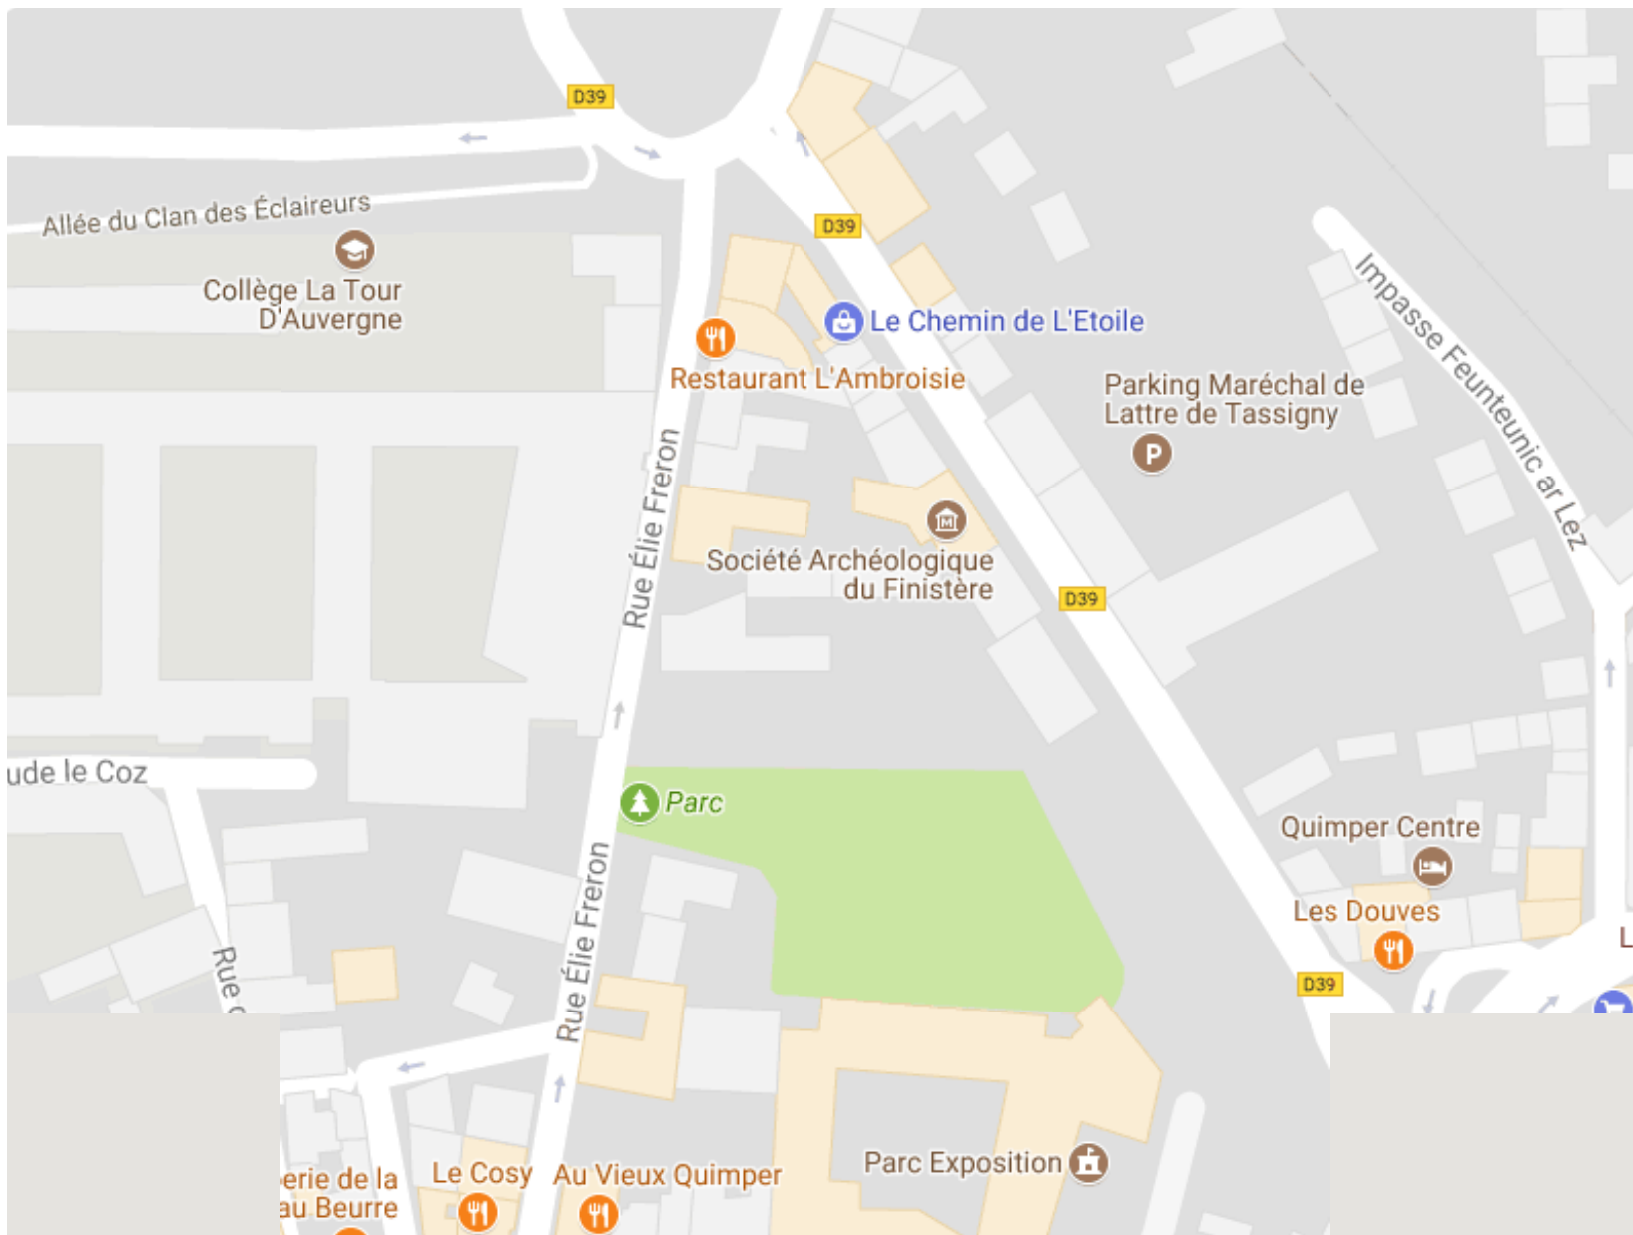 D39
Allée du Clan des Éclaireurs
D39
Collège La Tour
D'Auvergne
Le Chemin de L'Etoile
Impasse Feunteunic ar Lez
Restaurant L'Ambroisie
Parking Maréchal de
Lattre de Tassigny
P
Rue Élie Freron
M
Société Archéologique
du Finistère
D39
ude le Coz
Parc
Quimper Centre
Rue Élie Freron
Les Douves
L
Rue
D39
Parc Exposition
erie de la
au Beurre
Le Cosy
Au Vieux Quimper